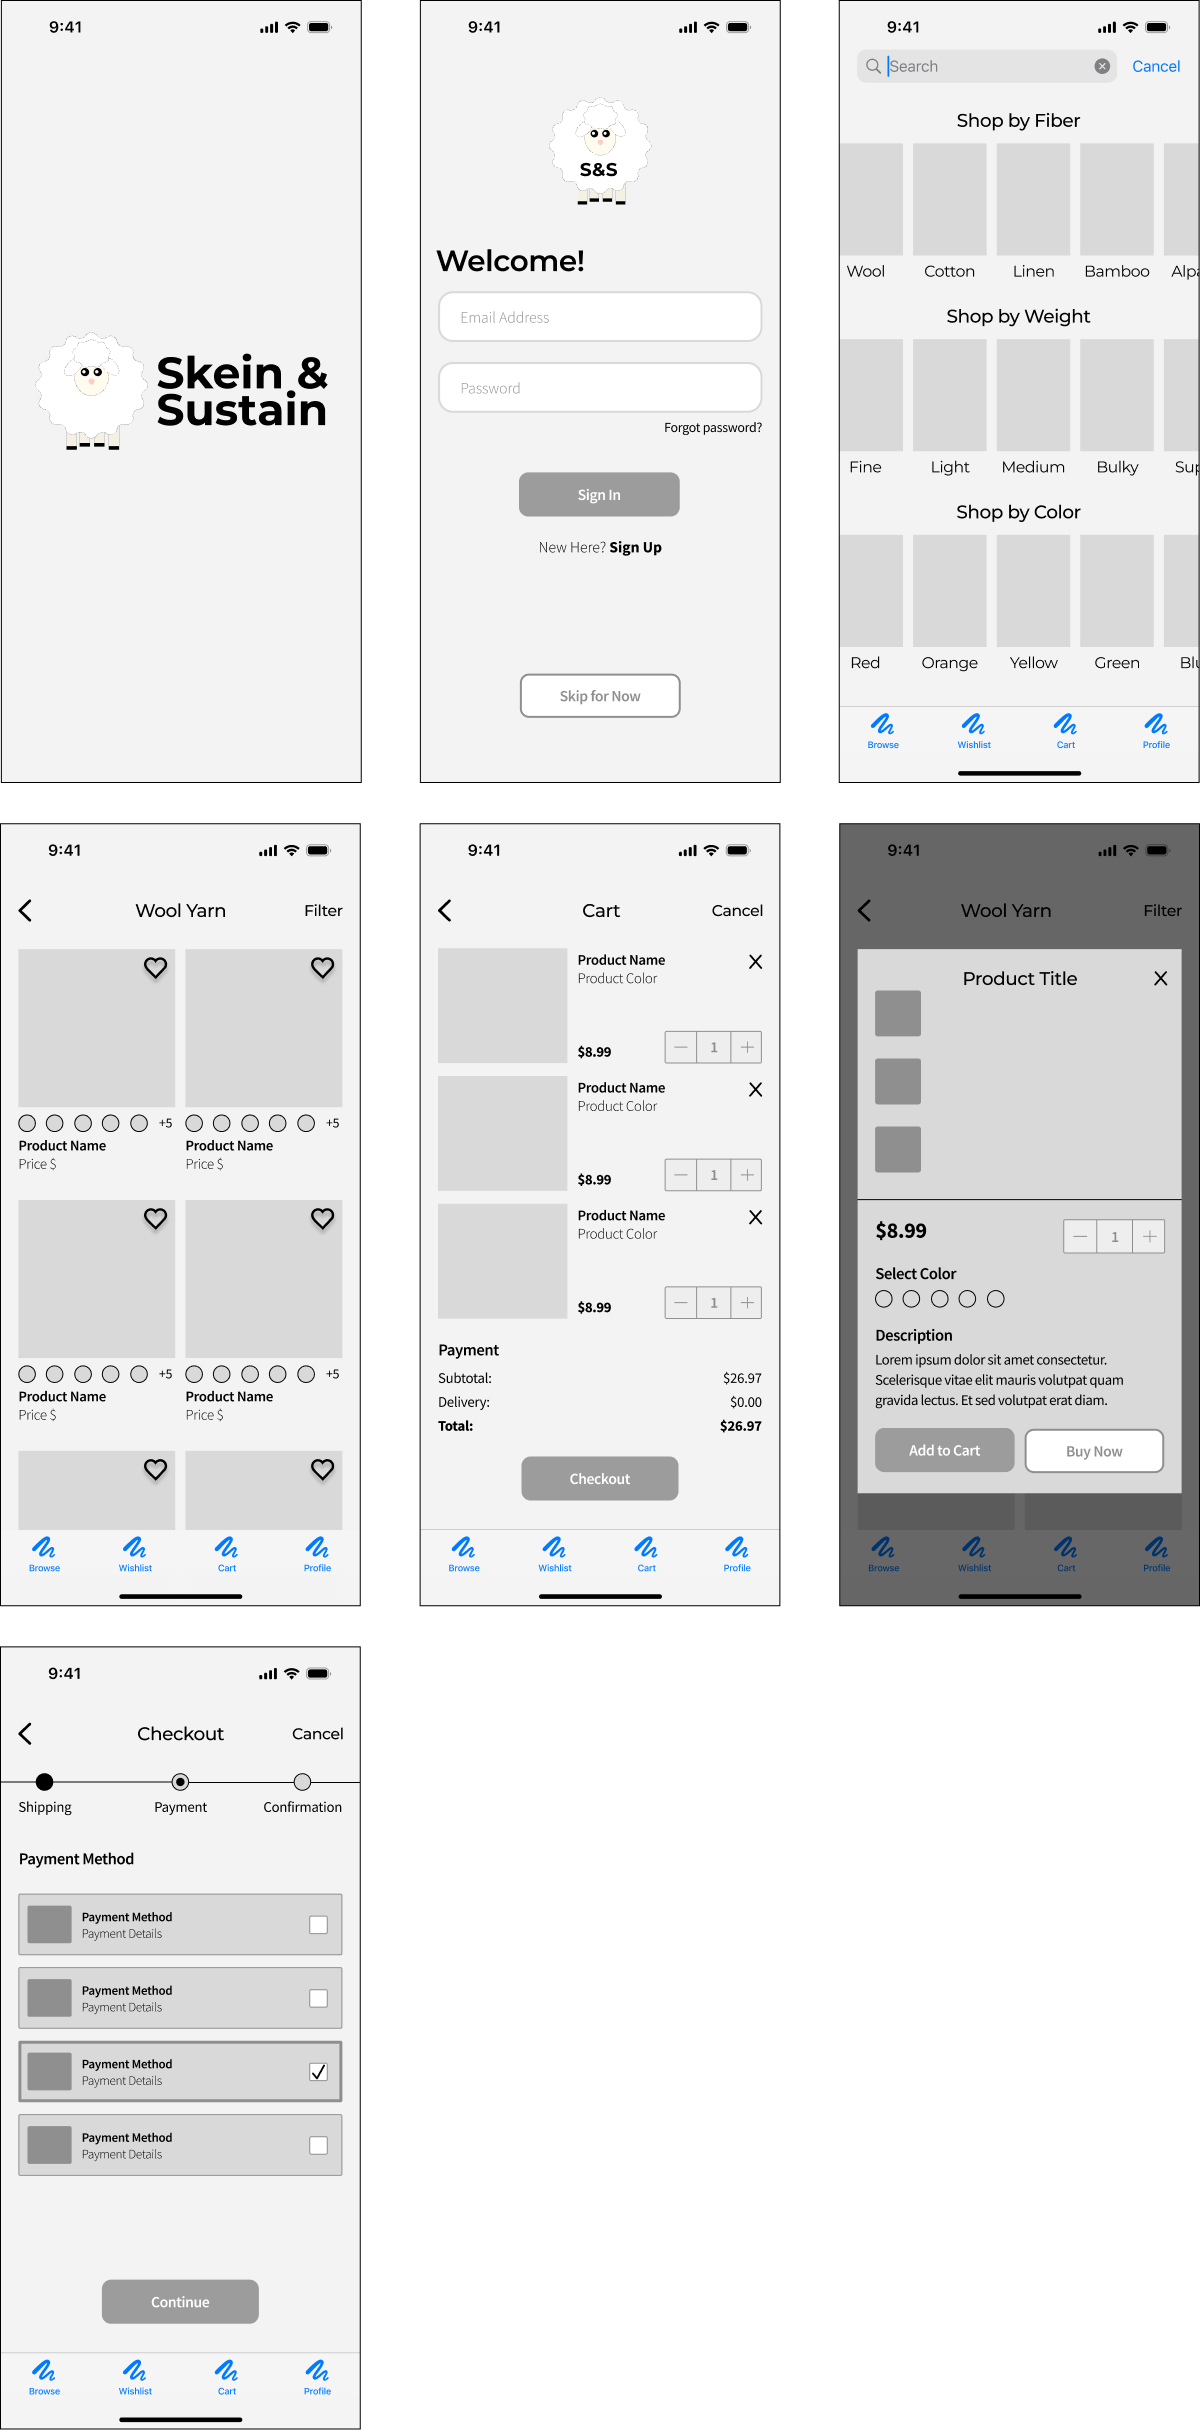 9:41
Skein &
Sustain
9:41
S&S
Welcome!
Email Address
Password
Forgot password?
Sign In
New Here? Sign Up
Skip for Now
9:41
Search
Cancel
Shop by Fiber
Wool Cotton Linen Bamboo Alpa
Shop by Weight
Fine Light Medium Bulky Sup
Shop by Color
Red Orange Yellow Green Blu
Browse Wishlist Cart Profile
9:41
Wool Yarn Filter
+5 +5
Product Name Product Name
Price $ Price $
+5 +5
Product Name Product Name
Price $ Price $
Browse Wishlist Cart Profile
9:41
Cart Cancel
Product Name
Product Color
$8.99 1
Product Name
Product Color
$8.99 1
Product Name
Product Color
$8.99 1
Payment
Subtotal: $26.97
Delivery: $0.00
Total: $26.97
Checkout
Browse Wishlist Cart Profile
9:41
Wool Yarn Filter
Product Title X
$8.99 1
Select Color
Description
Lorem ipsum dolor sit amet consectetur.
Scelerisque vitae elit mauris volutpat quam
gravida lectus. Et sed volutpat erat diam.
Add to Cart Buy Now
Browse Wishlist Cart Profile
9:41
Checkout Cancel
Shipping Payment Confirmation
Payment Method
Payment Method
Payment Details
Payment Method
Payment Details
Payment Method
Payment Details
Payment Method
Payment Details
Continue
Browse Wishlist Cart Profile